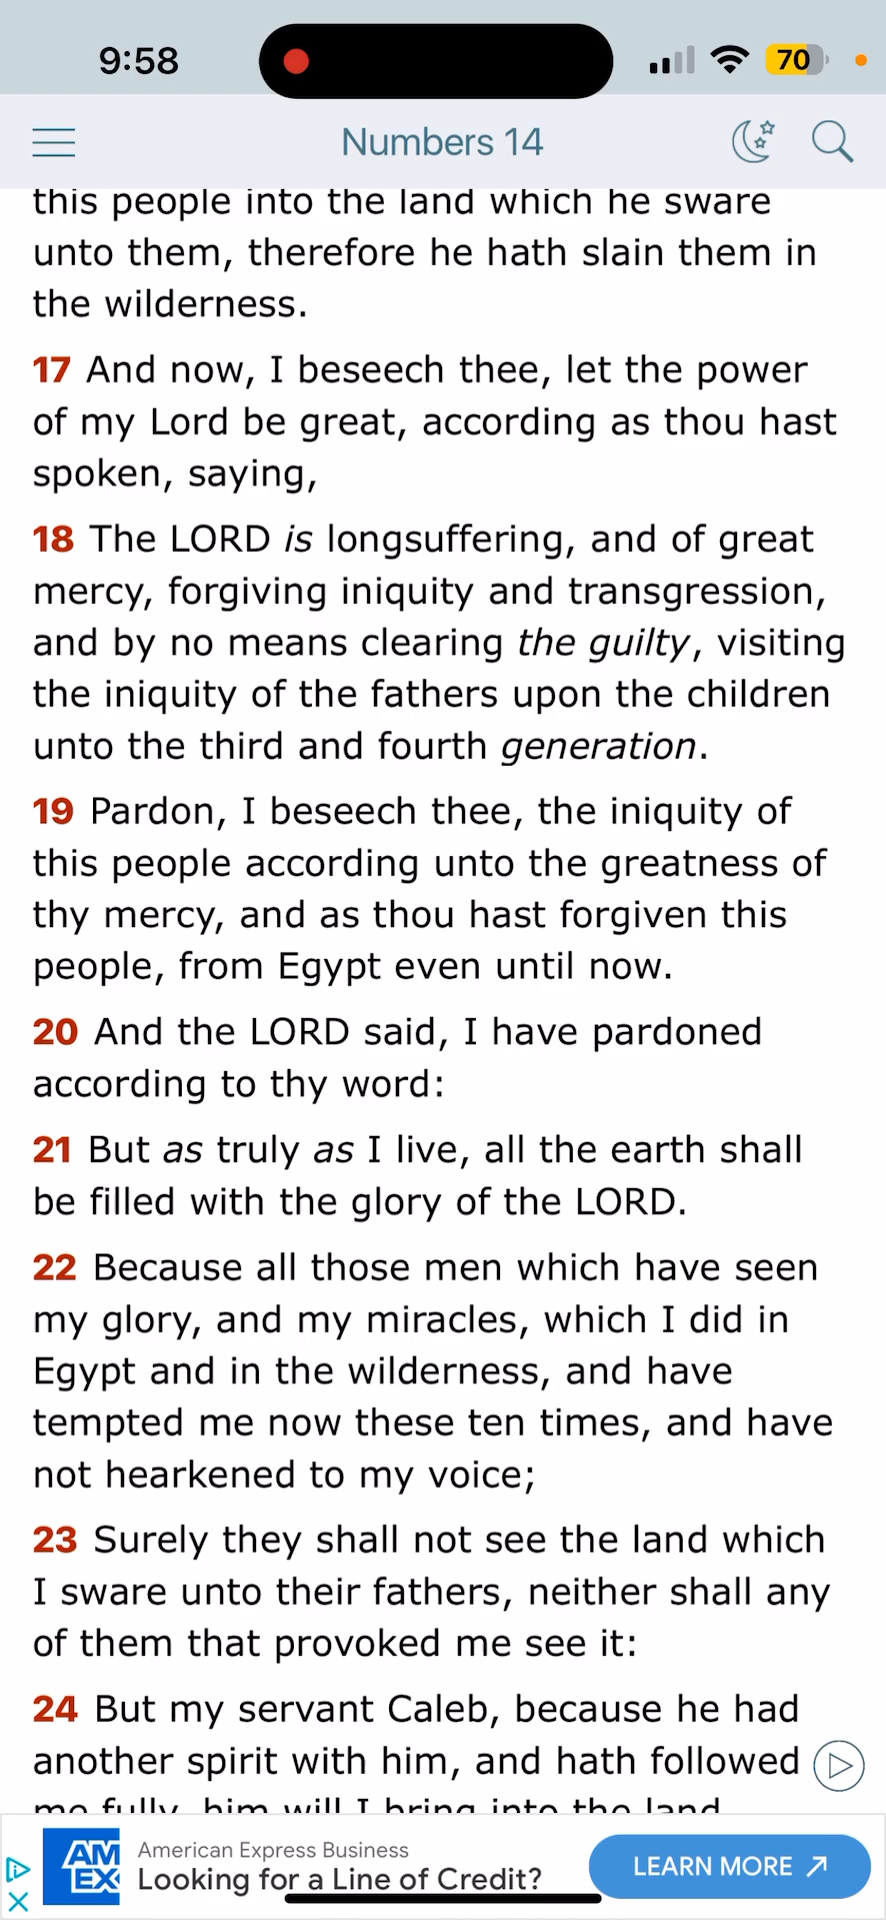 9:58
70
Numbers 14
this people into the land which he sware
unto them, therefore he hath slain them in
the wilderness.
17 And now, I beseech thee, let the power
of my Lord be great, according as thou hast
spoken, saying,
18 The LORD is longsuffering, and of great
mercy, forgiving iniquity and transgression,
and by no means clearing the guilty, visiting
the iniquity of the fathers upon the children
unto the third and fourth generation.
19 Pardon, I beseech thee, the iniquity of
this people according unto the greatness of
thy mercy, and as thou hast forgiven this
people, from Egypt even until now.
20 And the LORD said, I have pardoned
according to thy word:
21 But as truly as I live, all the earth shall
be filled with the glory of the LORD.
22 Because all those men which have seen
my glory, and my miracles, which I did in
Egypt and in the wilderness, and have
tempted me now these ten times, and have
not hearkened to my voice;
23 Surely they shall not see the land which
I sware unto their fathers, neither shall any
of them that provoked me see it:
24 But my servant Caleb, because he had
another spirit with him, and hath followed
me fully, him will I bring into the land
AM
EX
American Express Business
Looking for a Line of Credit?
LEARN MORE